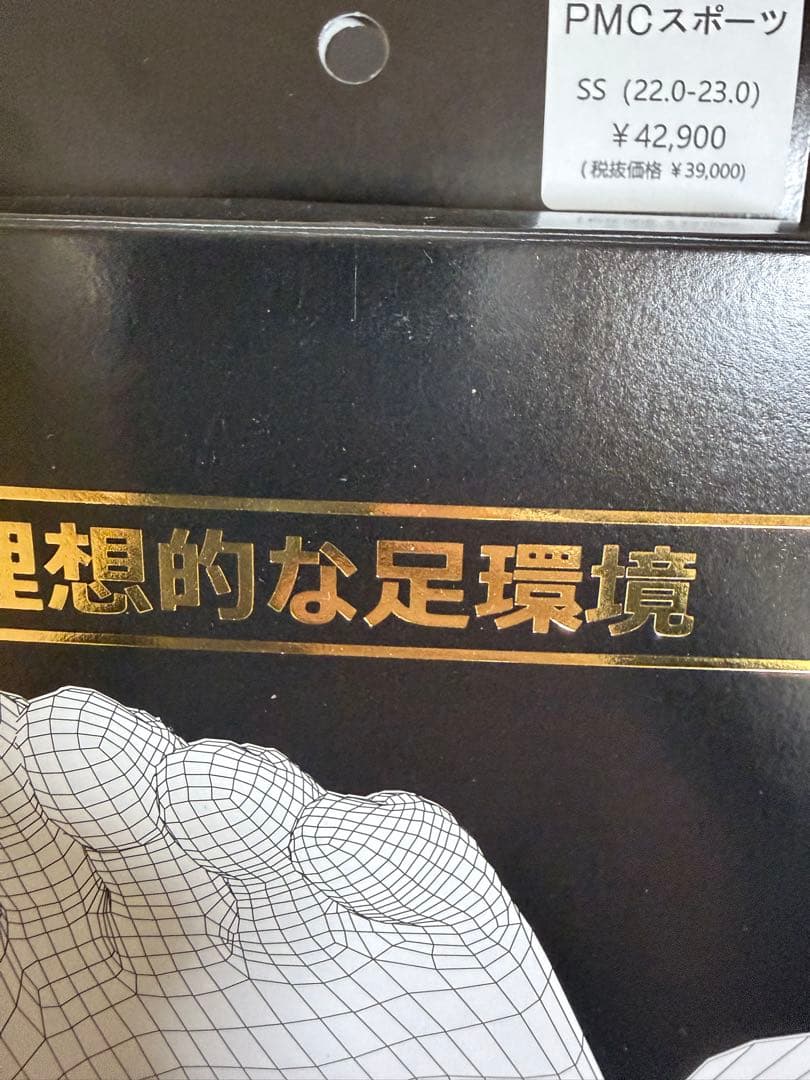 PMCスポーツ
SS (22.0-23.0)
￥42,900
(税抜価格 ￥39,000)
理想的な足環境